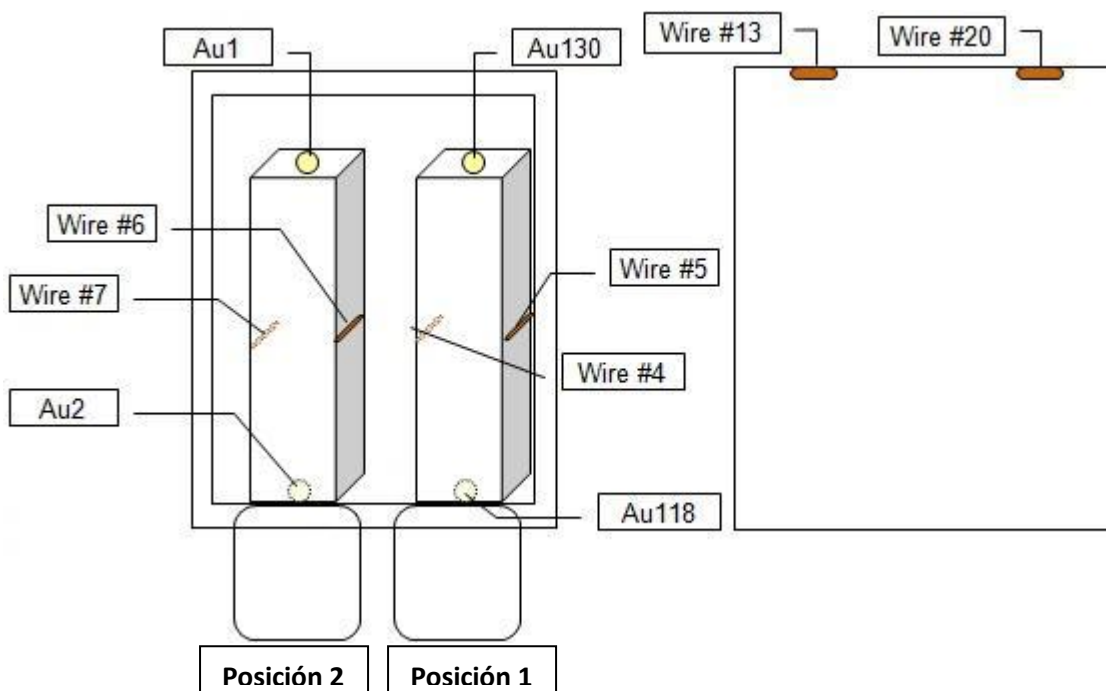 Au1
Au130
Wire #13
Wire #20
Wire #6
Wire #5
Wire #7
Wire #4
Au2
Au118
Posición 2
Posición 1